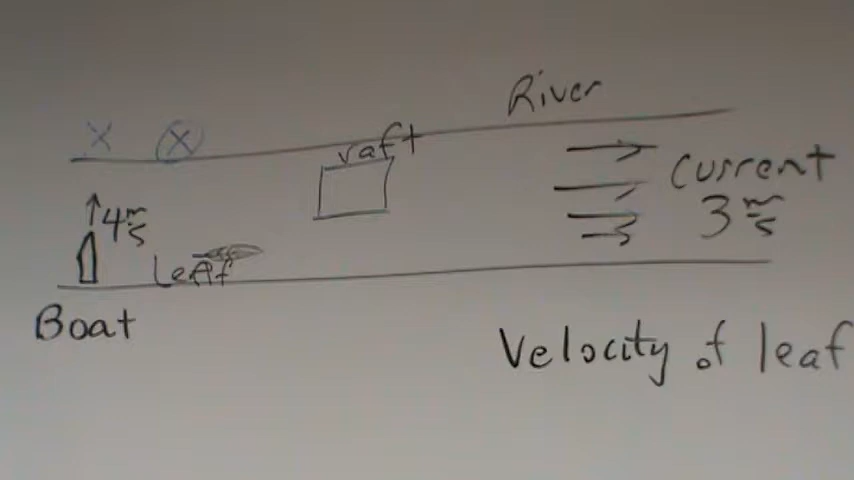 River
X X
raft
Current
3 m/s
4 m/s
Leaf
Boat
Velocity of leaf